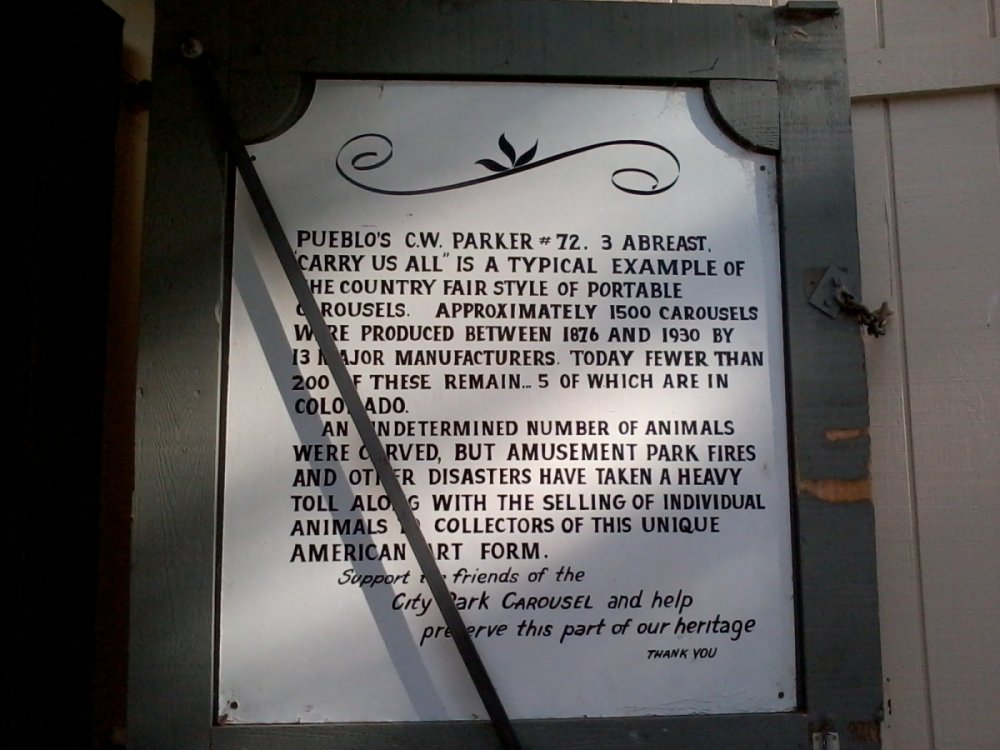 PUEBLO'S C.W. PARKER #72. 3 ABREAST.
"CARRY US ALL" IS A TYPICAL EXAMPLE OF
THE COUNTRY FAIR STYLE OF PORTABLE
CAROUSELS. APPROXIMATELY 1500 CAROUSELS
WERE PRODUCED BETWEEN 1876 AND 1930 BY
13 MAJOR MANUFACTURERS. TODAY FEWER THAN
200 OF THESE REMAIN... 5 OF WHICH ARE IN
COLORADO.
AN UNDETERMINED NUMBER OF ANIMALS
WERE CARVED, BUT AMUSEMENT PARK FIRES
AND OTHER DISASTERS HAVE TAKEN A HEAVY
TOLL ALONG WITH THE SELLING OF INDIVIDUAL
ANIMALS TO COLLECTORS OF THIS UNIQUE
AMERICAN ART FORM.
Support the friends of the
City Park CAROUSEL and help
preserve this part of our heritage
THANK YOU